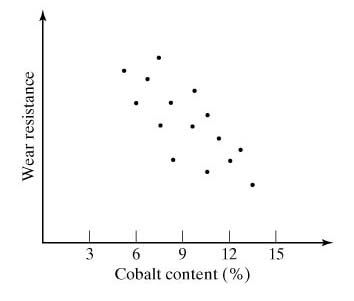 Wear resistance
3 6 9 12 15
Cobalt content (%)